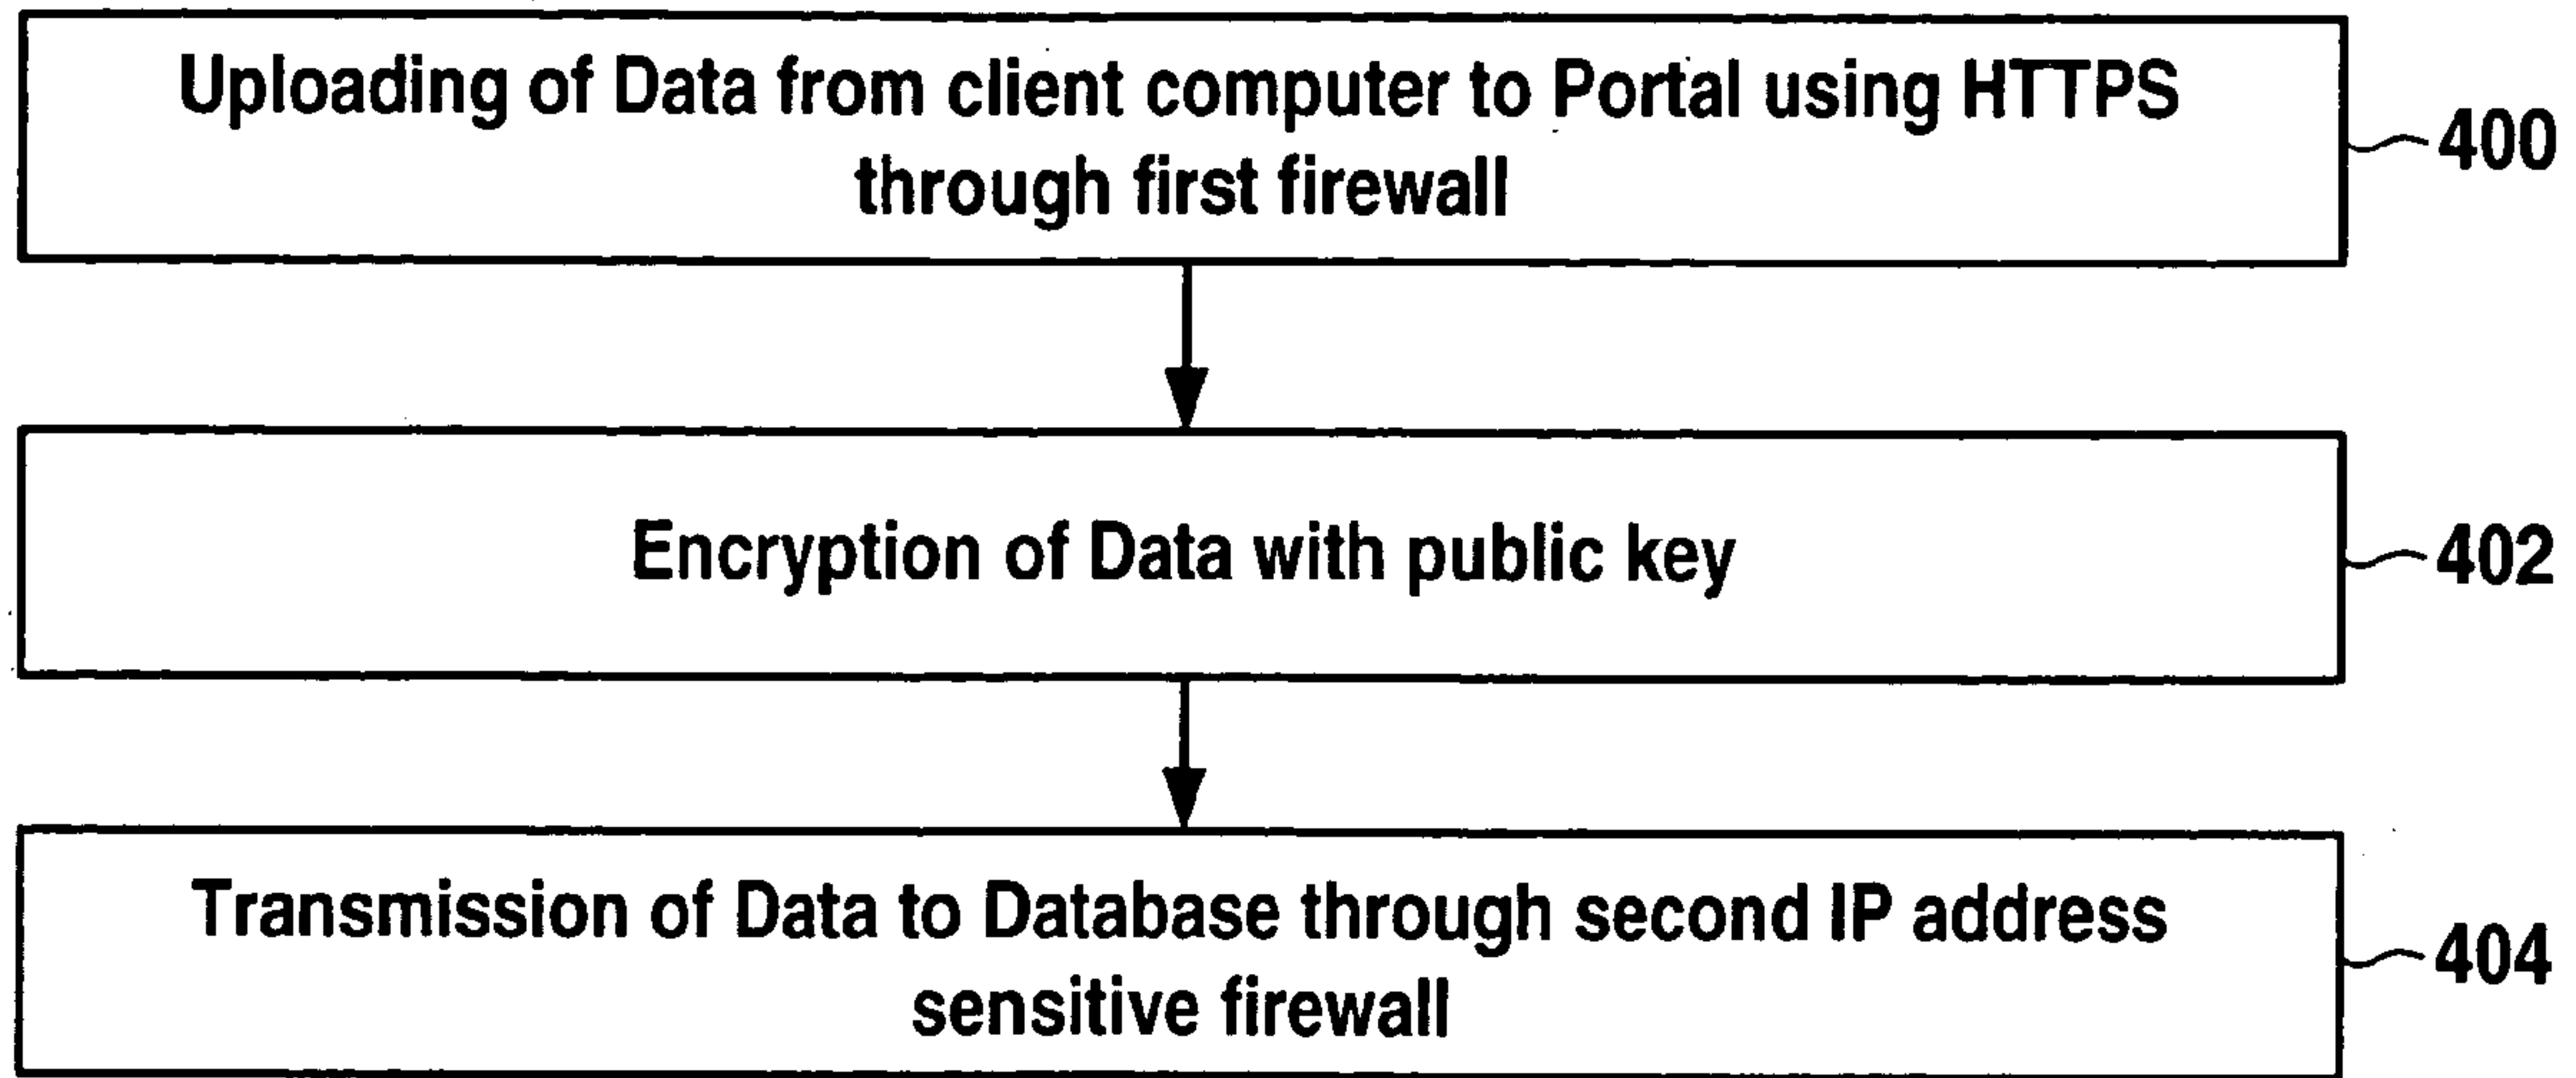 Uploading of Data from client computer to Portal using HTTPS
through first firewall
400
Encryption of Data with public key
402
Transmission of Data to Database through second IP address
sensitive firewall
404